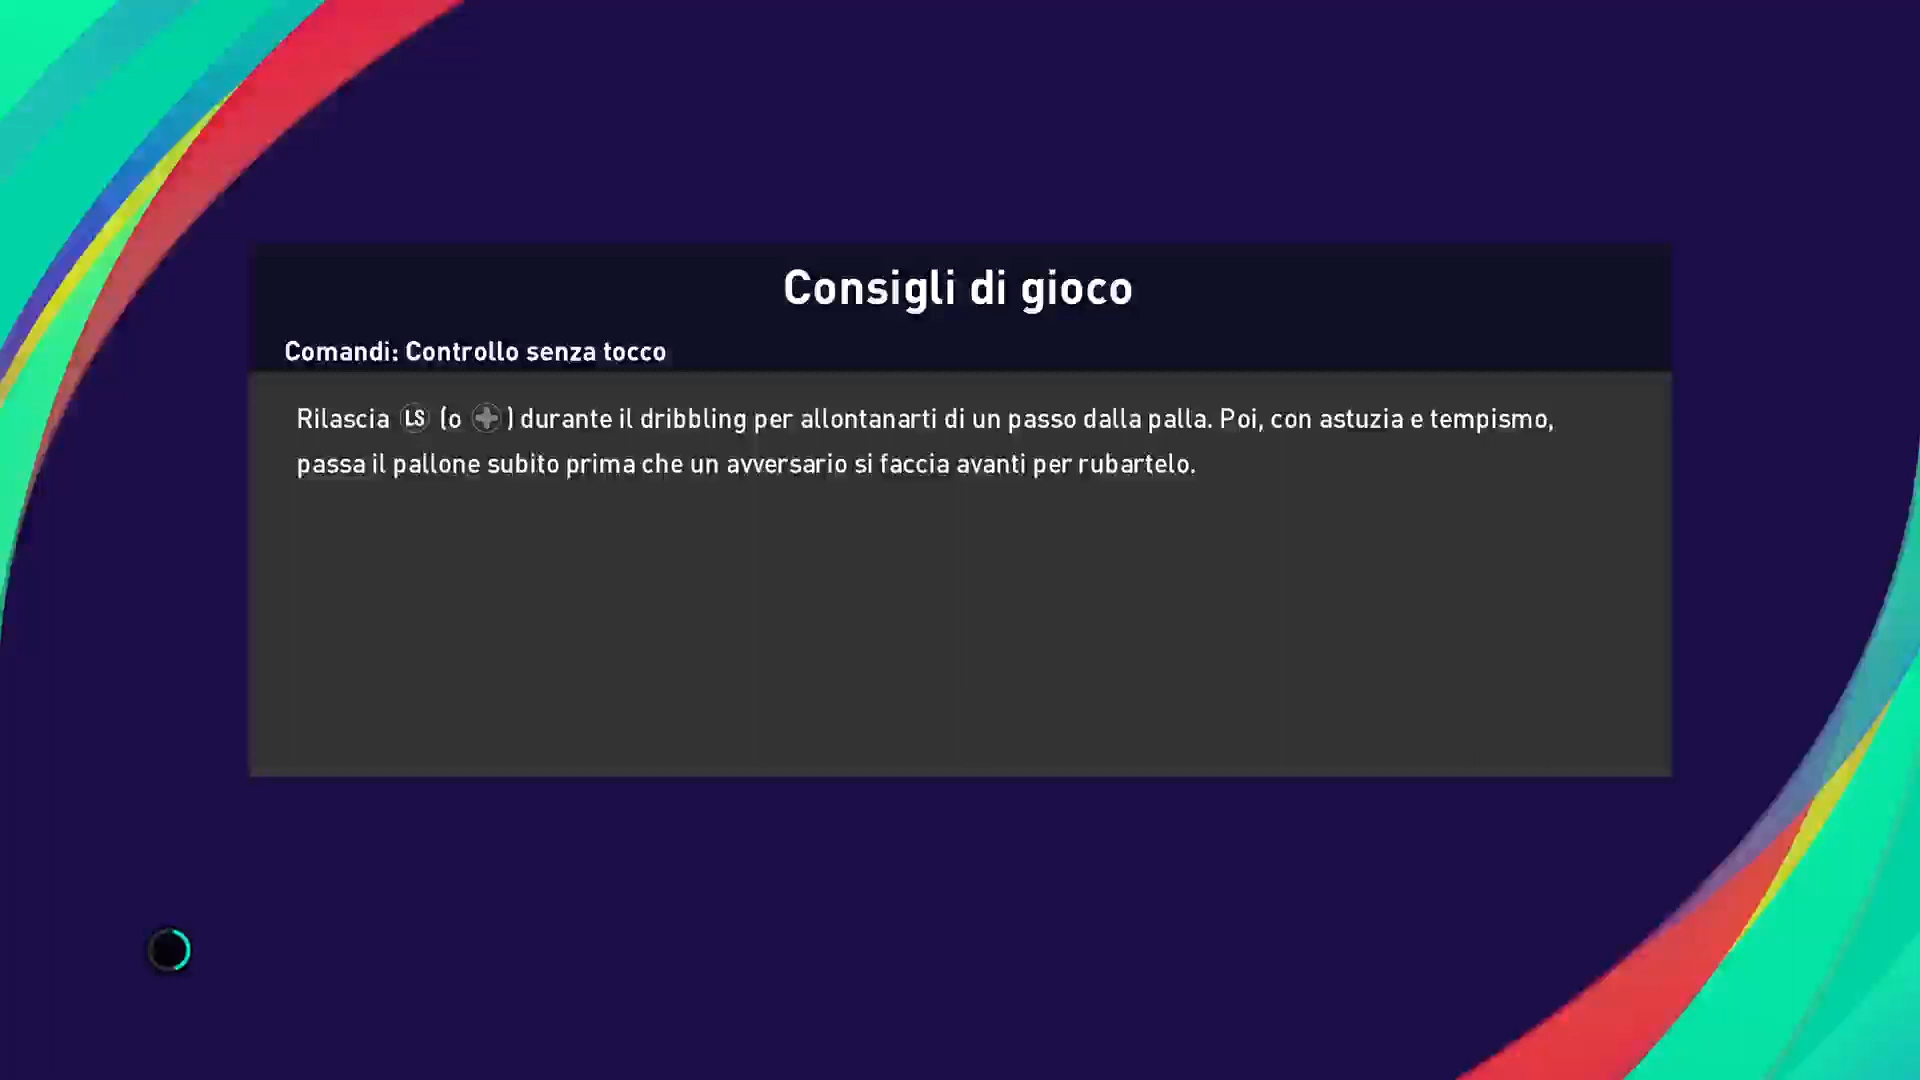 Consigli di gioco
Comandi: Controllo senza tocco
Rilascia LS (o ) durante il dribbling per allontanarti di un passo dalla palla. Poi, con astuzia e tempismo,
passa il pallone subito prima che un avversario si faccia avanti per rubartelo.